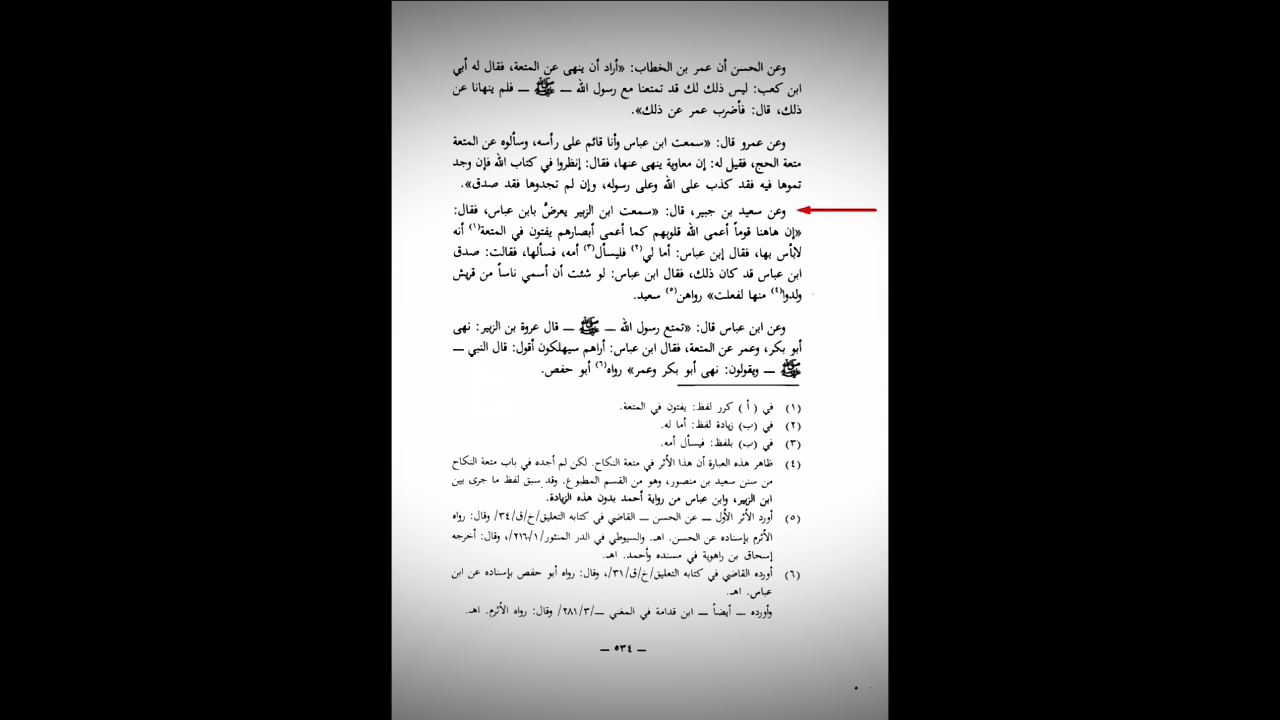 وعن الحسن أن عمر بن الخطاب: «أراد أن ينهى عن المتعة، فقال له أبي
ابن كعب: ليس ذلك لك قد تمتعنا مع رسول الله — ﷺ — فلم ينهانا عن
ذلك، قال: فأضرب عمر عن ذلك».
وعن عمرو قال: «سمعت ابن عباس وأنا قائم على رأسه، وسألوه عن المتعة
متعة الحج، فقيل له: إن معاوية ينهى عنها، فقال: إنظروا في كتاب الله فإن وجد
تموها فيه فقد كذب على الله وعلى رسوله، وإن لم تجدوها فقد صدق».
وعن سعيد بن جبير، قال: «سمعت ابن الزبير يعرضُ بابن عباس، فقال:
«إن هاهنا قوماً أعمى الله قلوبهم كما أعمى أبصارهم يفتون في المتعة(١) أنه
لابأس بها، فقال إبن عباس: أما لي(٢) فليسأل(٣) أمه، فسألها، فقالت: صدق
ابن عباس قد كان ذلك، فقال ابن عباس: لو شئت أن أسمي ناساً من قريش
ولدوا(٤) منها لفعلت» رواهن(٥) سعيد.
وعن ابن عباس قال: «تمتع رسول الله — ﷺ — قال عروة بن الزبير: نهى
أبو بكر، وعمر عن المتعة، فقال ابن عباس: أراهم سيهلكون أقول: قال النبي —
ﷺ — ويقولون: نهى أبو بكر وعمر» رواه(٦) أبو حفص.
(١) في (أ) كرر لفظ: يفتون في المتعة.
(٢) في (ب) زيادة لفظ: أما له.
(٣) في (ب) بلفظ: فيسأل أمه.
(٤) ظاهر هذه العبارة أن هذا الأثر في متعة النكاح. لكن لم أجده في باب متعة النكاح
من سنن سعيد بن منصور، وهو من القسم المطبوع. وقد سبق لفظ ما جرى بين
ابن الزبير، وابن عباس من رواية أحمد بدون هذه الزيادة.
(٥) أورد الأثر الأول — عن الحسن — القاضي في كتابه التعليق/خ/ق/٣٤/ وقال: رواه
الأثرم بإسناده عن الحسن. اهـ. والسيوطي في الدر المنثور/٢١٦/١/، وقال: أخرجه
إسحاق بن راهوية في مسنده وأحمد. اهـ.
(٦) أورده القاضي في كتابه التعليق/خ/ق/٣١/، وقال: رواه أبو حفص بإسناده عن ابن
عباس. اهـ.
وأورده — أيضاً — ابن قدامة في المغني —/٢٨١/٣/ وقال: رواه الأثرم. اهـ.
— ٥٣٤ —